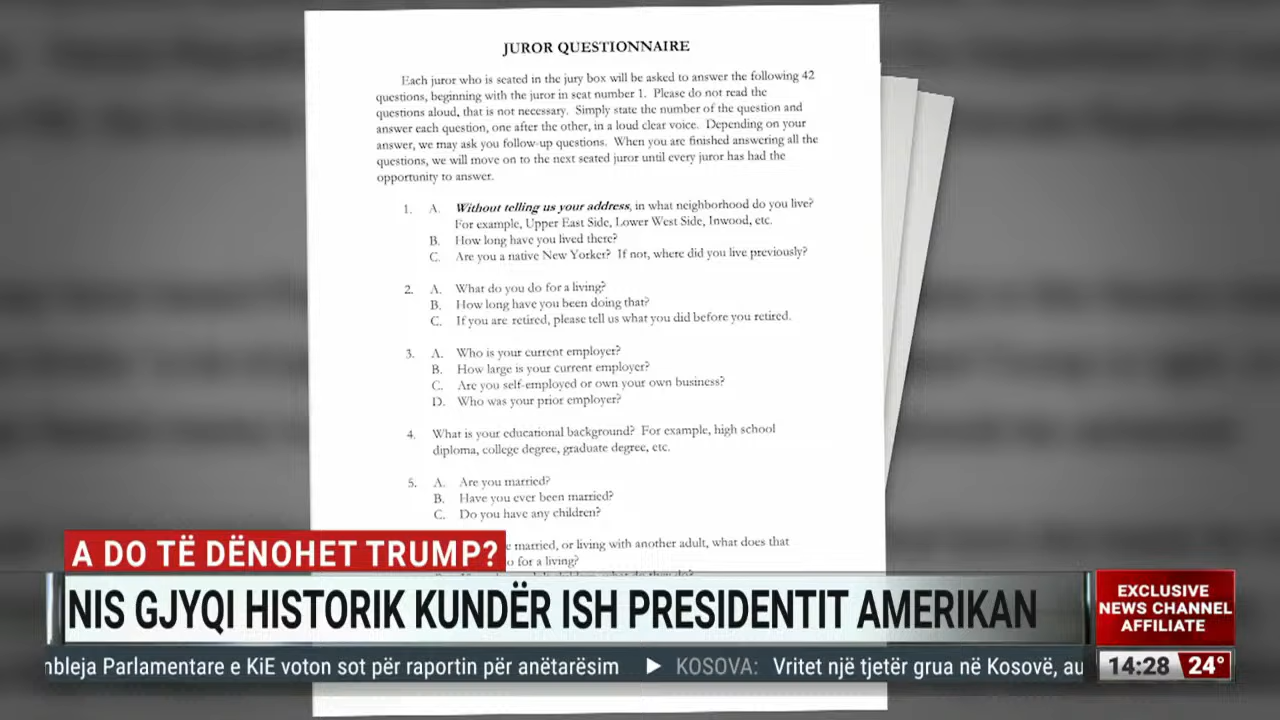 JUROR QUESTIONNAIRE
Each juror who is seated in the jury box will be asked to answer the following 42
questions, beginning with the juror in seat number 1. Please do not read the
questions aloud, that is not necessary. Simply state the number of the question and
answer each question, one after the other, in a loud clear voice. Depending on your
answer, we may ask you follow-up questions. When you are finished answering all the
questions, we will move on to the next seated juror until every juror has had the
opportunity to answer.
1. A. Without telling us your address, in what neighborhood do you live?
For example, Upper East Side, Lower West Side, Inwood, etc.
B. How long have you lived there?
C. Are you a native New Yorker? If not, where did you live previously?
2. A. What do you do for a living?
B. How long have you been doing that?
C. If you are retired, please tell us what you did before you retired.
3. A. Who is your current employer?
B. How large is your current employer?
C. Are you self-employed or own your own business?
D. Who was your prior employer?
4. What is your educational background? For example, high school
diploma, college degree, graduate degree, etc.
5. A. Are you married?
B. Have you ever been married?
C. Do you have any children?
married, or living with another adult, what does that
for a living?
A DO TË DËNOHET TRUMP?
NIS GJYQI HISTORIK KUNDËR ISH PRESIDENTIT AMERIKAN
EXCLUSIVE
NEWS CHANNEL
AFFILIATE
mbleja Parlamentare e KiE voton sot për raportin për anëtarësim ▶ KOSOVA: Vritet një tjetër grua në Kosovë, au
14:28 24°